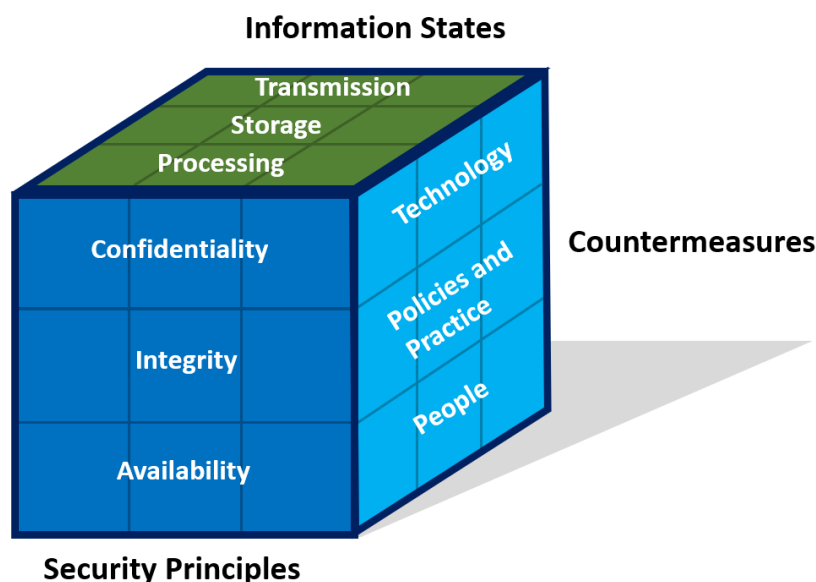 Information States
Transmission
Storage
Processing
Confidentiality
Integrity
Availability
Technology
Policies and
Practice
People
Countermeasures
Security Principles